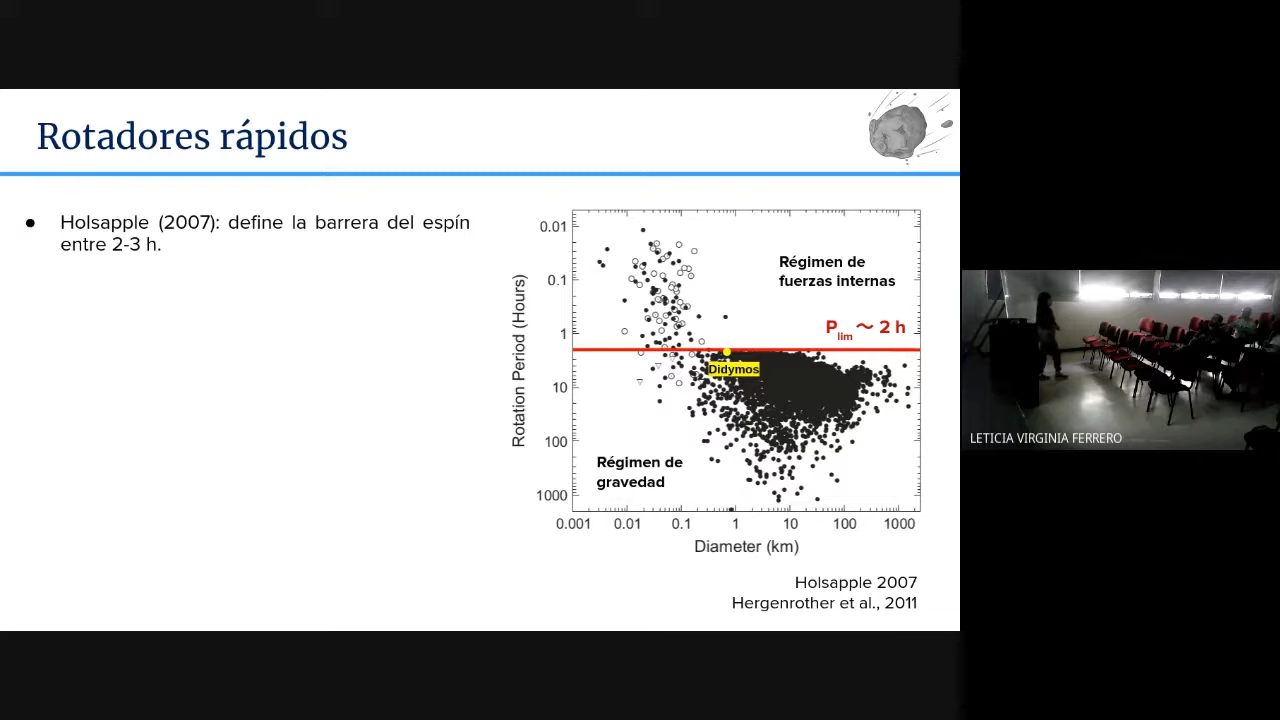 Rotadores rápidos
● Holsapple (2007): define la barrera del espín
entre 2-3 h.
Rotation Period (Hours)
0.01
0.1
1
10
100
1000
Régimen de
fuerzas internas
Plim ~ 2 h
Didymos
Régimen de
gravedad
0.001 0.01 0.1 1 10 100 1000
Diameter (km)
Holsapple 2007
Hergenrother et al., 2011
LETICIA VIRGINIA FERRERO